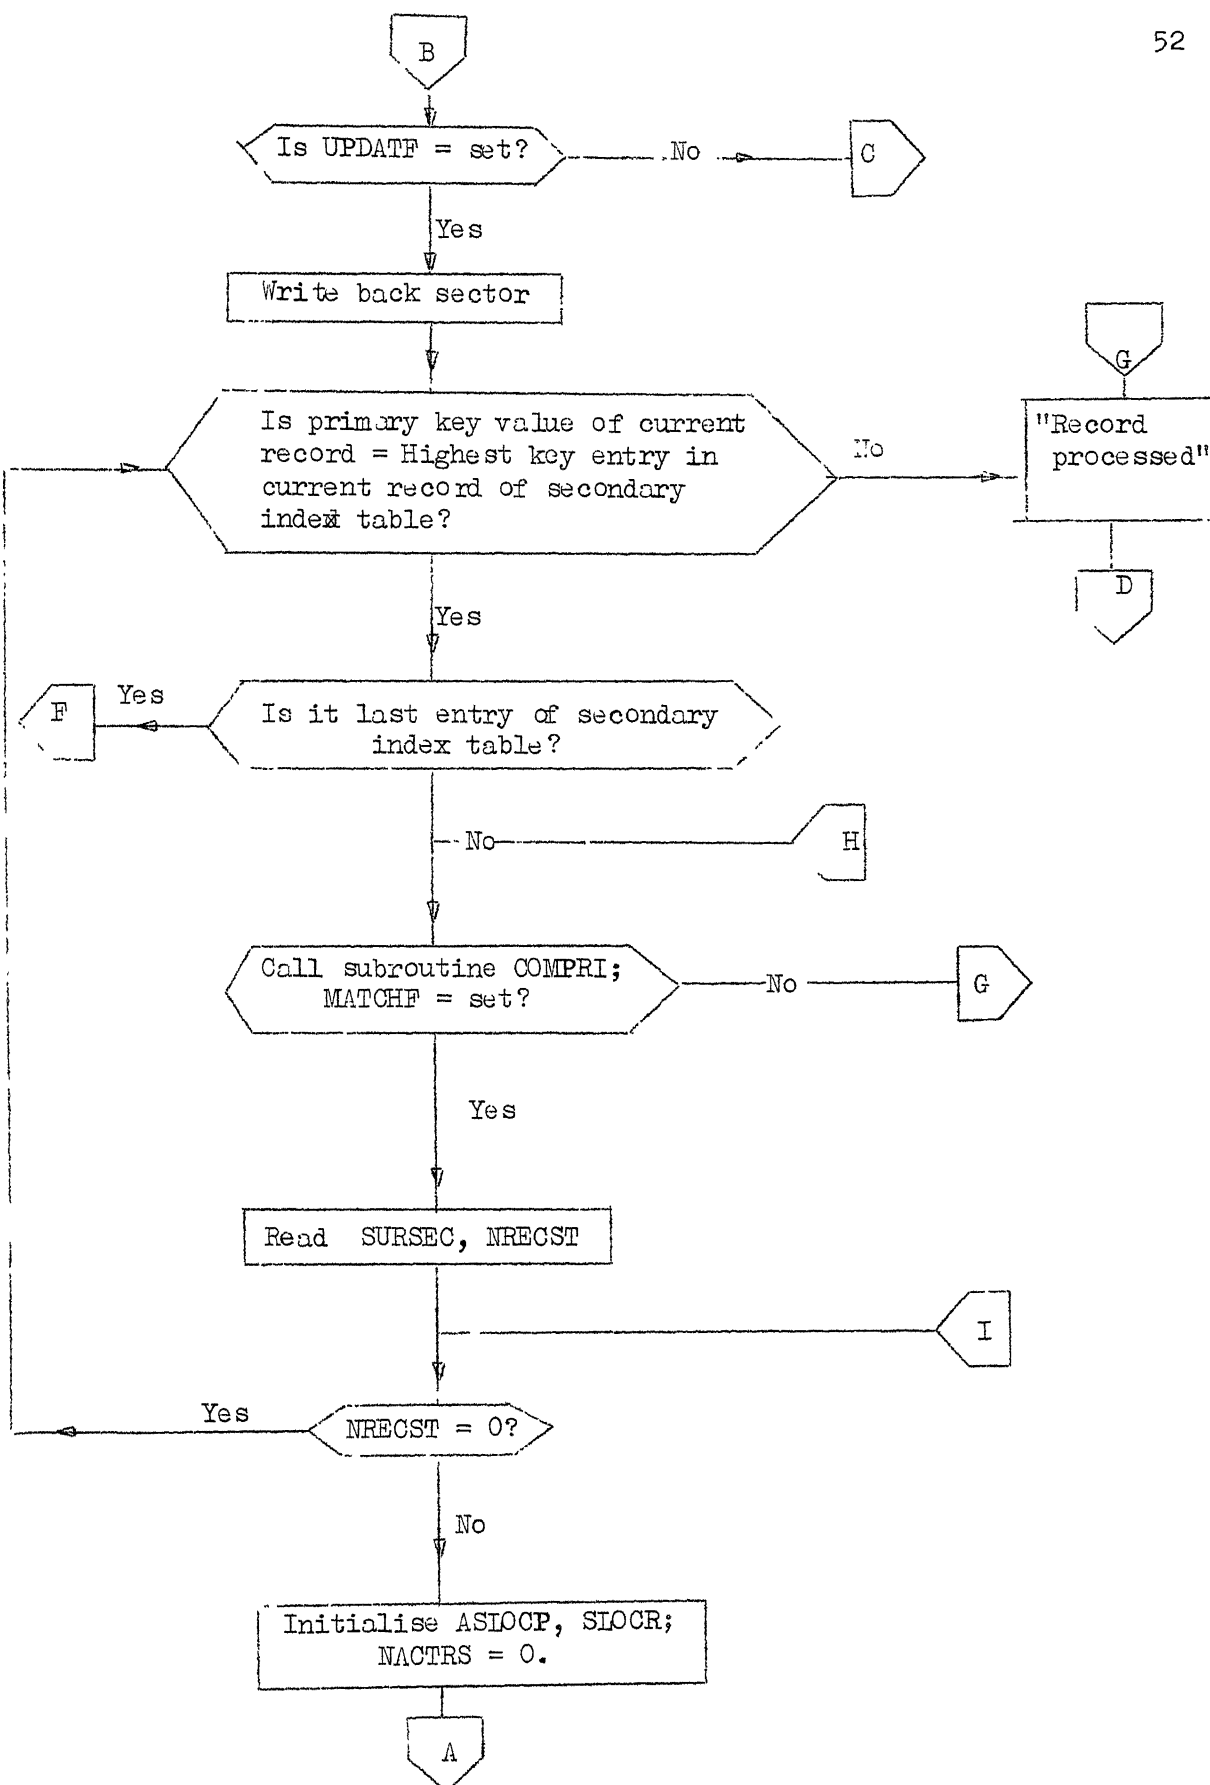 52
B
Is UPDATF = set?
No
C
Yes
Write back sector
G
Is primary key value of current
record = Highest key entry in
current record of secondary
index table?
No
"Record
processed"
D
Yes
F
Yes
Is it last entry of secondary
index table?
No
H
Call subroutine COMPRI;
MATCHF = set?
No
G
Yes
Read SURSEC, NRECST
I
Yes
NRECST = 0?
No
Initialise ASLOCP, SLOCR;
NACTRS = 0.
A